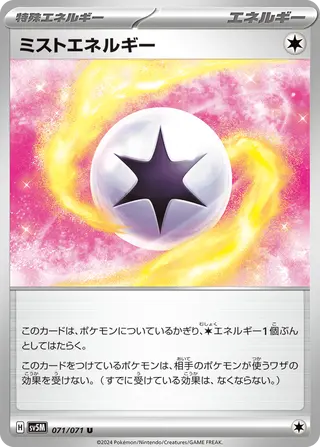 特殊エネルギー エネルギー
ミストエネルギー
このカードは、ポケモンについているかぎり、無色エネルギー1個ぶん
としてはたらく。
このカードをつけているポケモンは、相手のポケモンが使うワザの
効果を受けない。（すでに受けている効果は、なくならない。）
H SV5M 071/071 U
©2024 Pokémon/Nintendo/Creatures/GAME FREAK.